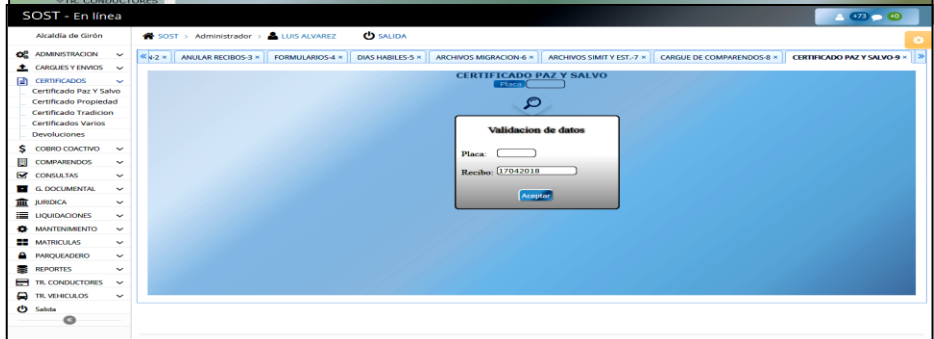 TR. CONDUCTORES
SOST - En línea
+73 +0
Alcaldía de Girón
SOST > Administrador > LUIS ALVAREZ SALIDA
ADMINISTRACION
CARGUES Y ENVIOS
CERTIFICADOS
Certificado Paz Y Salvo
Certificado Propiedad
Certificado Tradicion
Certificados Varios
Devoluciones
COBRO COACTIVO
COMPARENDOS
CONSULTAS
G. DOCUMENTAL
JURIDICA
LIQUIDACIONES
MANTENIMIENTO
MATRICULAS
PARQUEADERO
REPORTES
TR. CONDUCTORES
TR. VEHICULOS
Salida
-2 × ANULAR RECIBOS-3 × FORMULARIOS-4 × DIAS HABILES-5 × ARCHIVOS MIGRACION-6 × ARCHIVOS SIMIT Y EST.-7 × CARGUE DE COMPARENDOS-8 × CERTIFICADO PAZ Y SALVO-9 ×
CERTIFICADO PAZ Y SALVO
Placa
Validacion de datos
Placa:
Recibo: 17042018
Aceptar